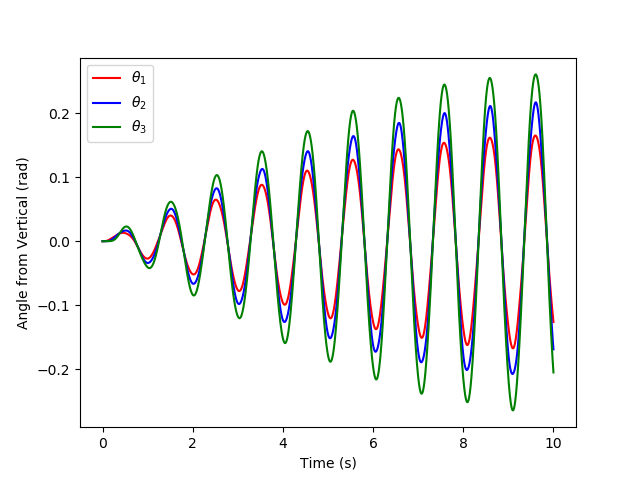 θ1
θ2
θ3
0.2
0.1
0.0
−0.1
−0.2
Angle from Vertical (rad)
0 2 4 6 8 10
Time (s)